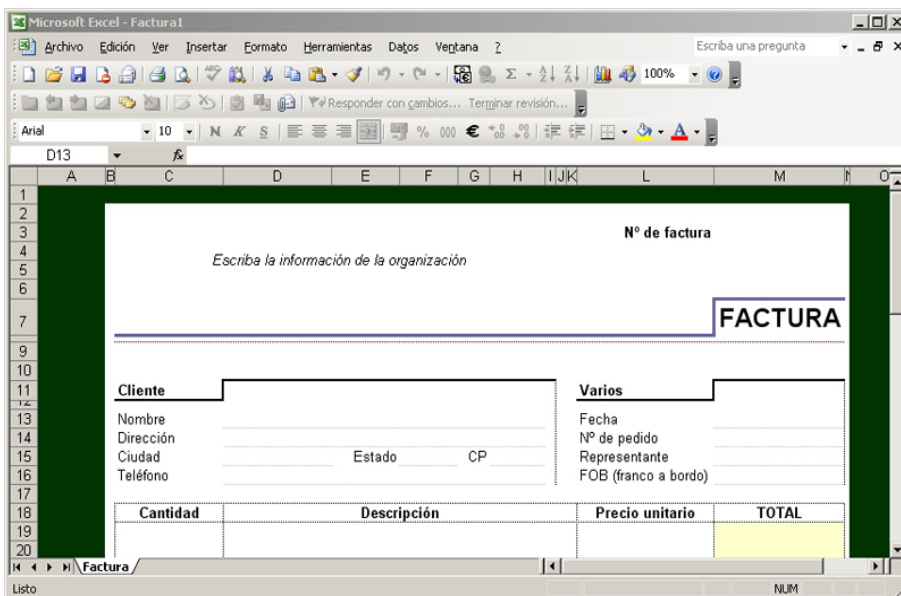 Microsoft Excel - Factura1
Archivo Edición Ver Insertar Formato Herramientas Datos Ventana ? Escriba una pregunta
100%
Responder con cambios... Terminar revisión...
Arial 10 N K S % 000 €
D13 fx
A B C D E F G H I J K L M N O
1
2
3 Nº de factura
4
Escriba la información de la organización
5
6
7 FACTURA
9
10
11 Cliente Varios
12
13 Nombre Fecha
14 Dirección Nº de pedido
15 Ciudad Estado CP Representante
16 Teléfono FOB (franco a bordo)
17
18 Cantidad Descripción Precio unitario TOTAL
19
20
Factura
Listo NUM